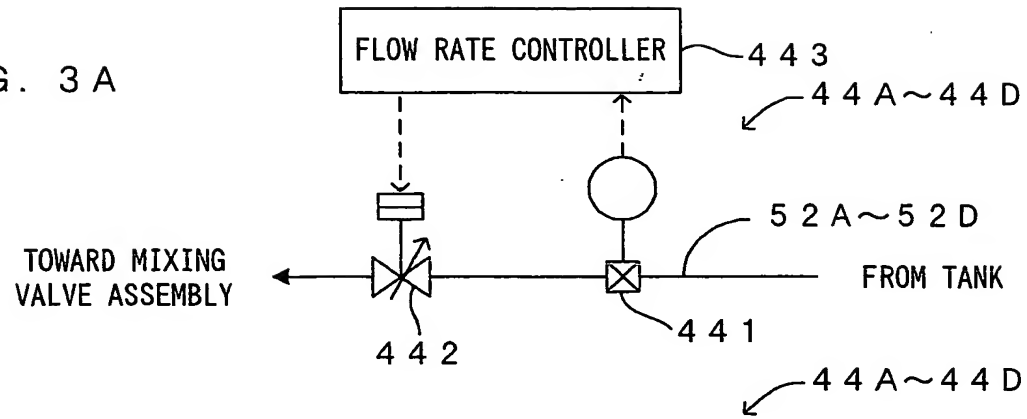 FLOW RATE CONTROLLER
443
G. 3A
44A~44D
52A~52D
TOWARD MIXING
VALVE ASSEMBLY
FROM TANK
442
441
44A~44D